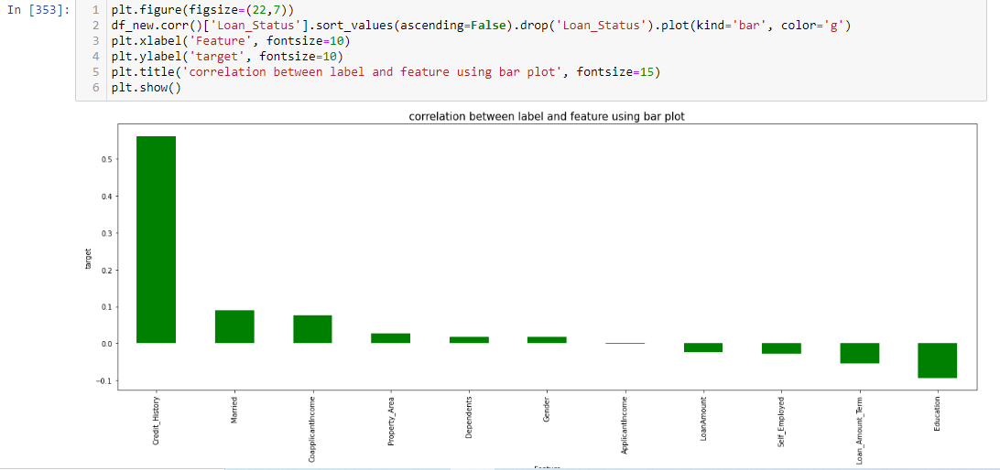 In [353]:
1 plt.figure(figsize=(22,7))
2 df_new.corr()['Loan_Status'].sort_values(ascending=False).drop('Loan_Status').plot(kind='bar', color='g')
3 plt.xlabel('Feature', fontsize=10)
4 plt.ylabel('target', fontsize=10)
5 plt.title('correlation between label and feature using bar plot', fontsize=15)
6 plt.show()
correlation between label and feature using bar plot
target
0.5
0.4
0.3
0.2
0.1
0.0
−0.1
Credit_History
Married
CoapplicantIncome
Property_Area
Dependents
Gender
ApplicantIncome
LoanAmount
Self_Employed
Loan_Amount_Term
Education